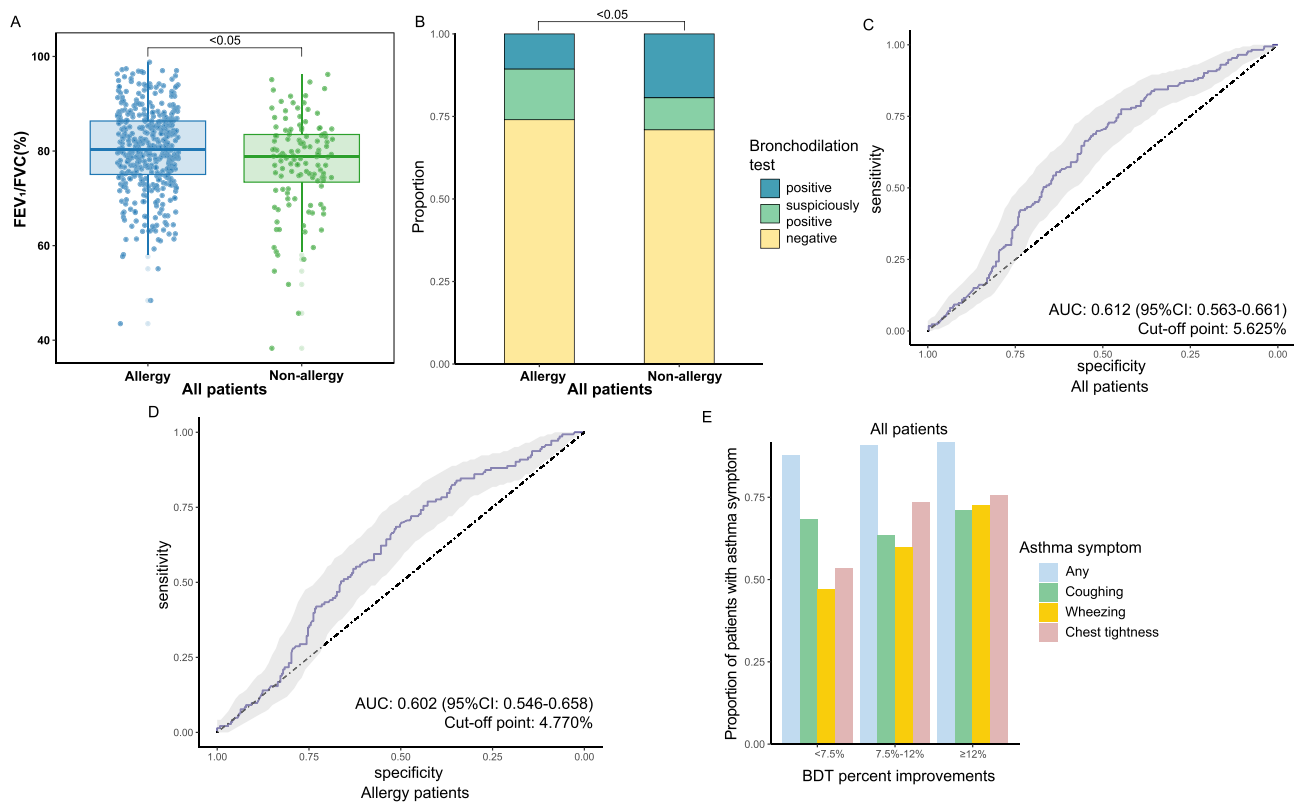 A
<0.05
FEV₁/FVC(%)
100
80
60
40
Allergy
Non-allergy
All patients
B
<0.05
Proportion
1.00
0.75
0.50
0.25
0.00
Allergy
Non-allergy
All patients
Bronchodilation
test
positive
suspiciously
positive
negative
C
sensitivity
1.00
0.75
0.50
0.25
0.00
AUC: 0.612 (95%CI: 0.563-0.661)
Cut-off point: 5.625%
1.00
0.75
0.50
0.25
0.00
specificity
All patients
D
sensitivity
1.00
0.75
0.50
0.25
0.00
AUC: 0.602 (95%CI: 0.546-0.658)
Cut-off point: 4.770%
1.00
0.75
0.50
0.25
0.00
specificity
Allergy patients
E
All patients
Proportion of patients with asthma symptom
0.75
0.50
0.25
0.00
<7.5%
7.5%-12%
≥12%
BDT percent improvements
Asthma symptom
Any
Coughing
Wheezing
Chest tightness